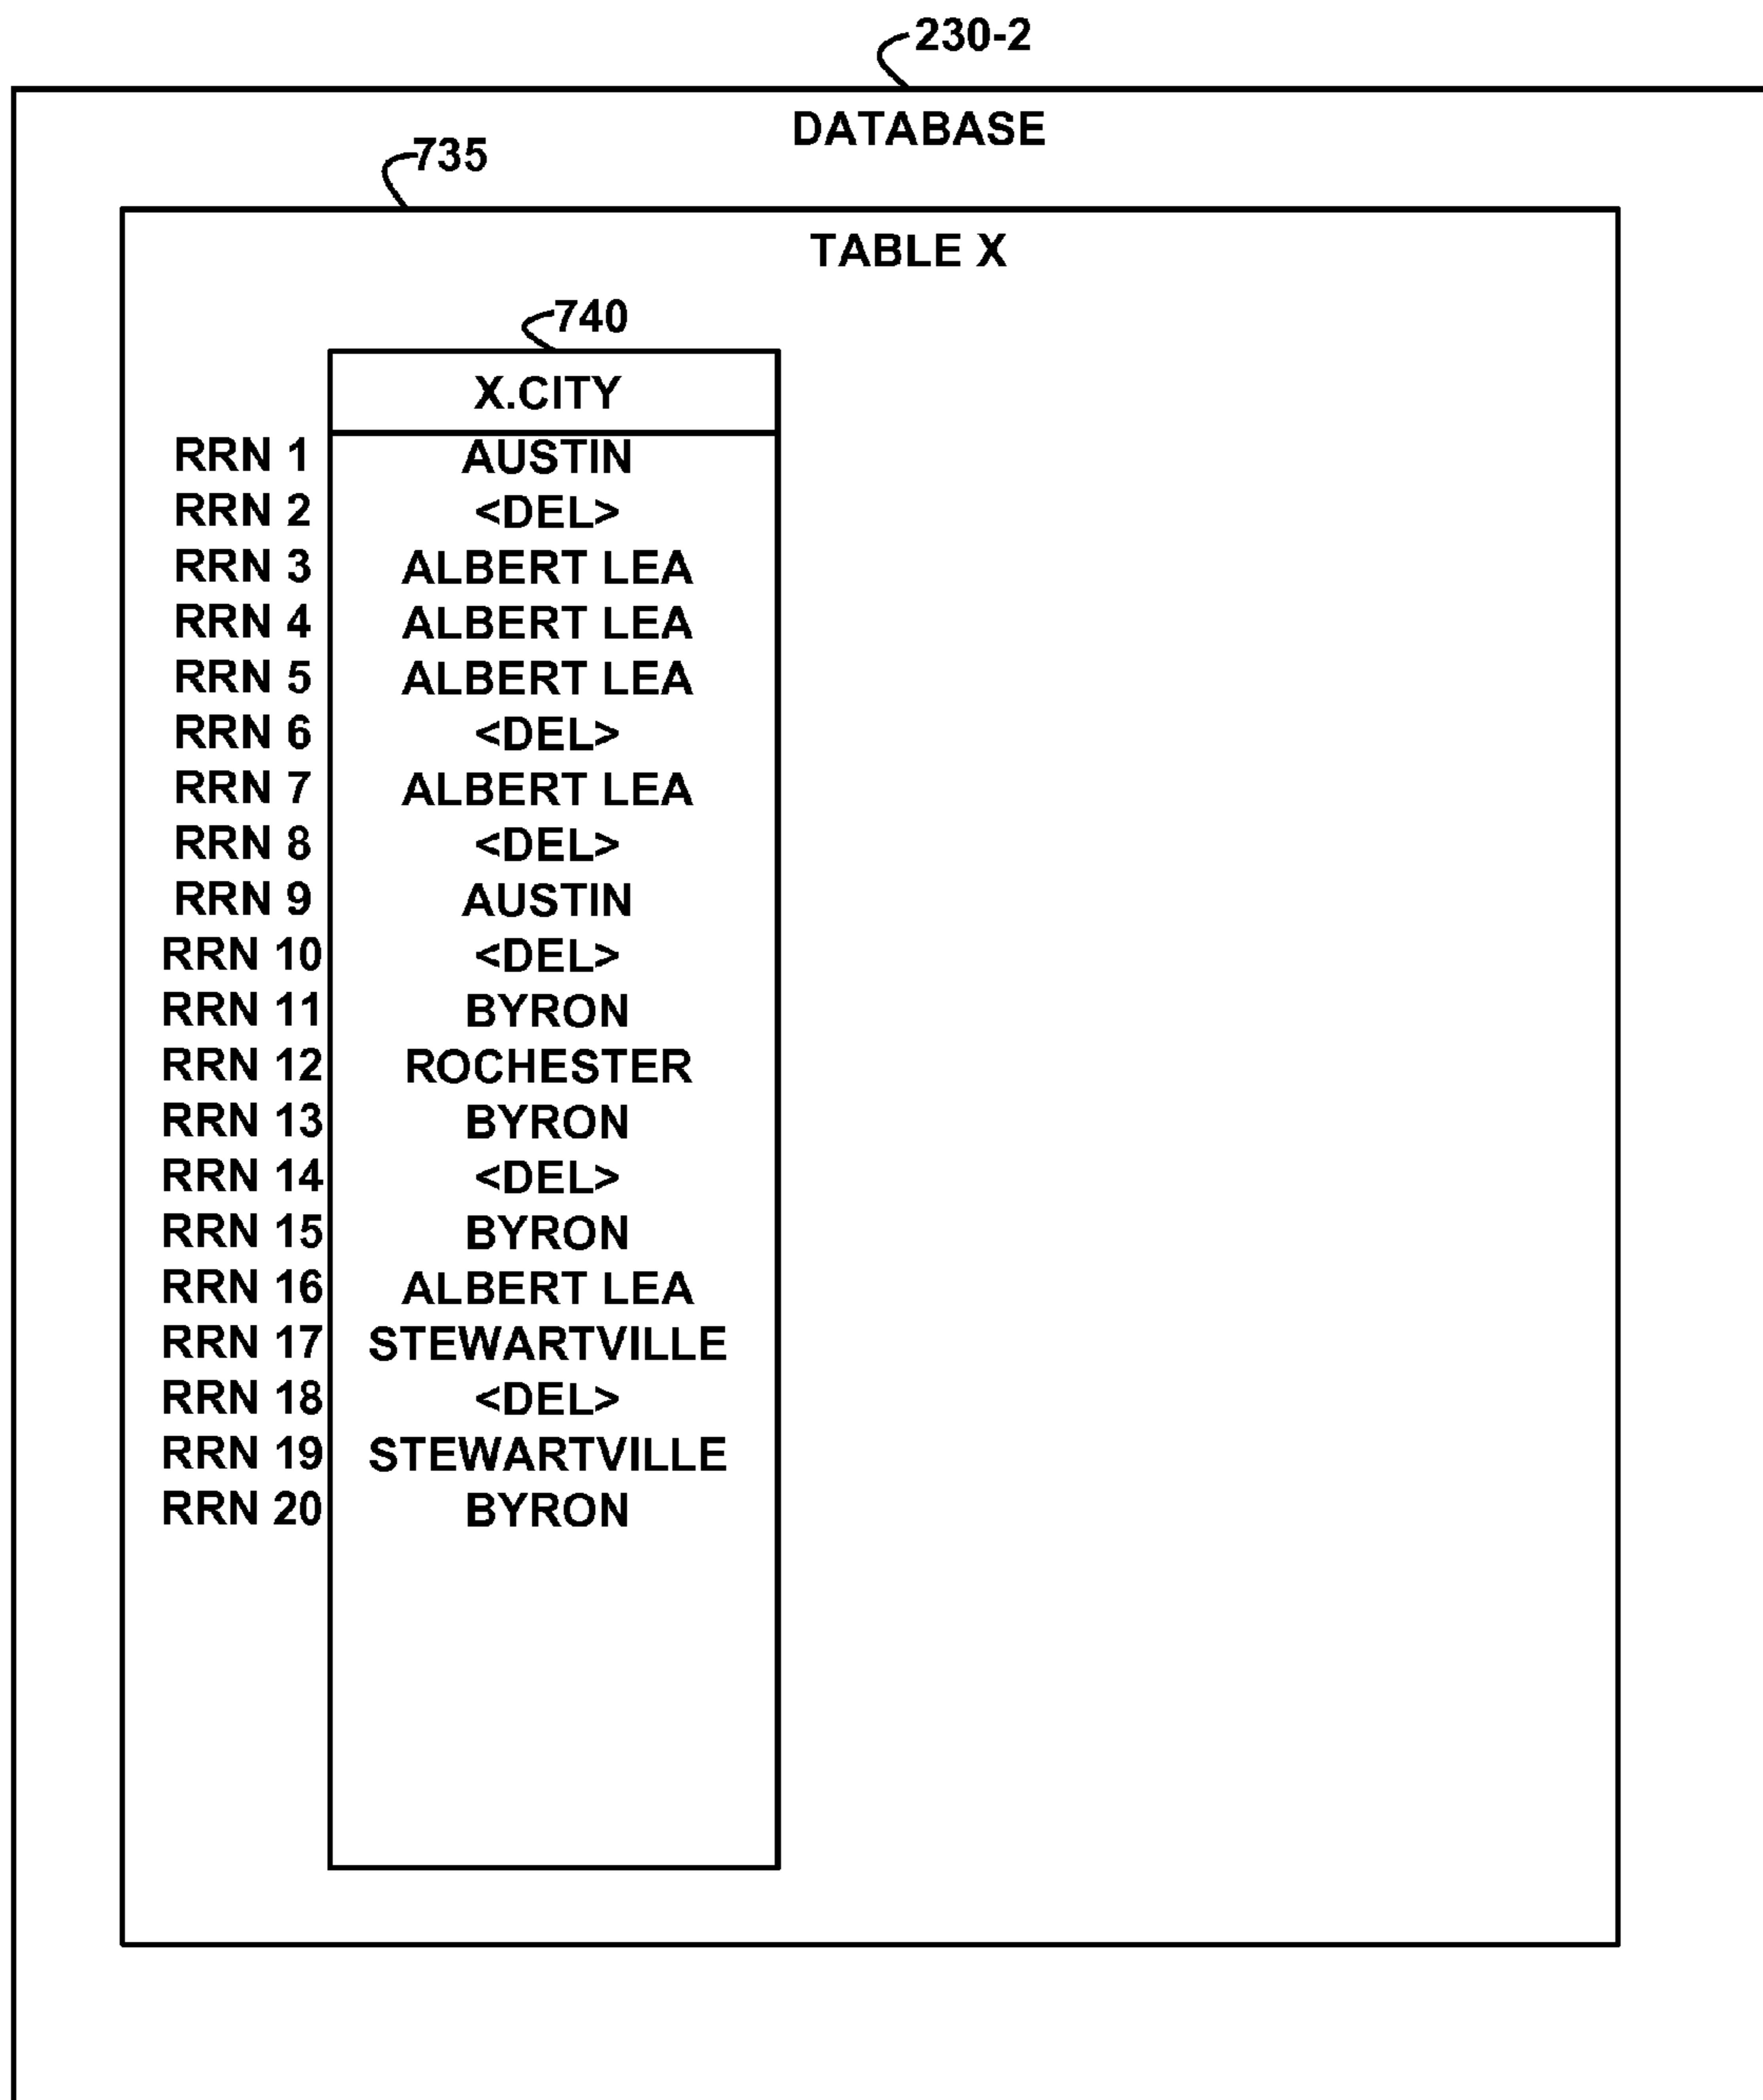 230-2
DATABASE
735
TABLE X
740
X.CITY
RRN 1 AUSTIN
RRN 2 <DEL>
RRN 3 ALBERT LEA
RRN 4 ALBERT LEA
RRN 5 ALBERT LEA
RRN 6 <DEL>
RRN 7 ALBERT LEA
RRN 8 <DEL>
RRN 9 AUSTIN
RRN 10 <DEL>
RRN 11 BYRON
RRN 12 ROCHESTER
RRN 13 BYRON
RRN 14 <DEL>
RRN 15 BYRON
RRN 16 ALBERT LEA
RRN 17 STEWARTVILLE
RRN 18 <DEL>
RRN 19 STEWARTVILLE
RRN 20 BYRON